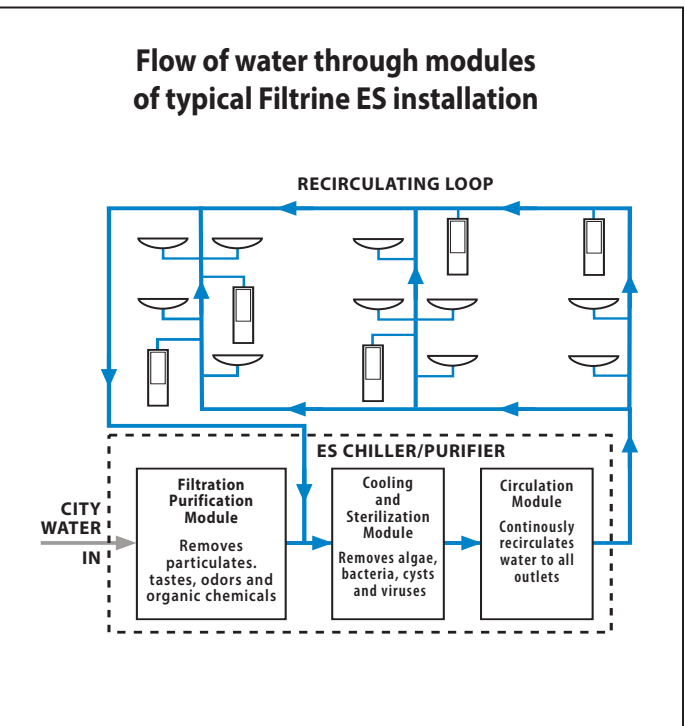 Flow of water through modules
of typical Filtrine ES installation
RECIRCULATING LOOP
ES CHILLER/PURIFIER
CITY
WATER
IN
Filtration
Purification
Module
Removes
particulates.
tastes, odors and
organic chemicals
Cooling
and
Sterilization
Module
Removes algae,
bacteria, cysts
and viruses
Circulation
Module
Continously
recirculates
water to all
outlets